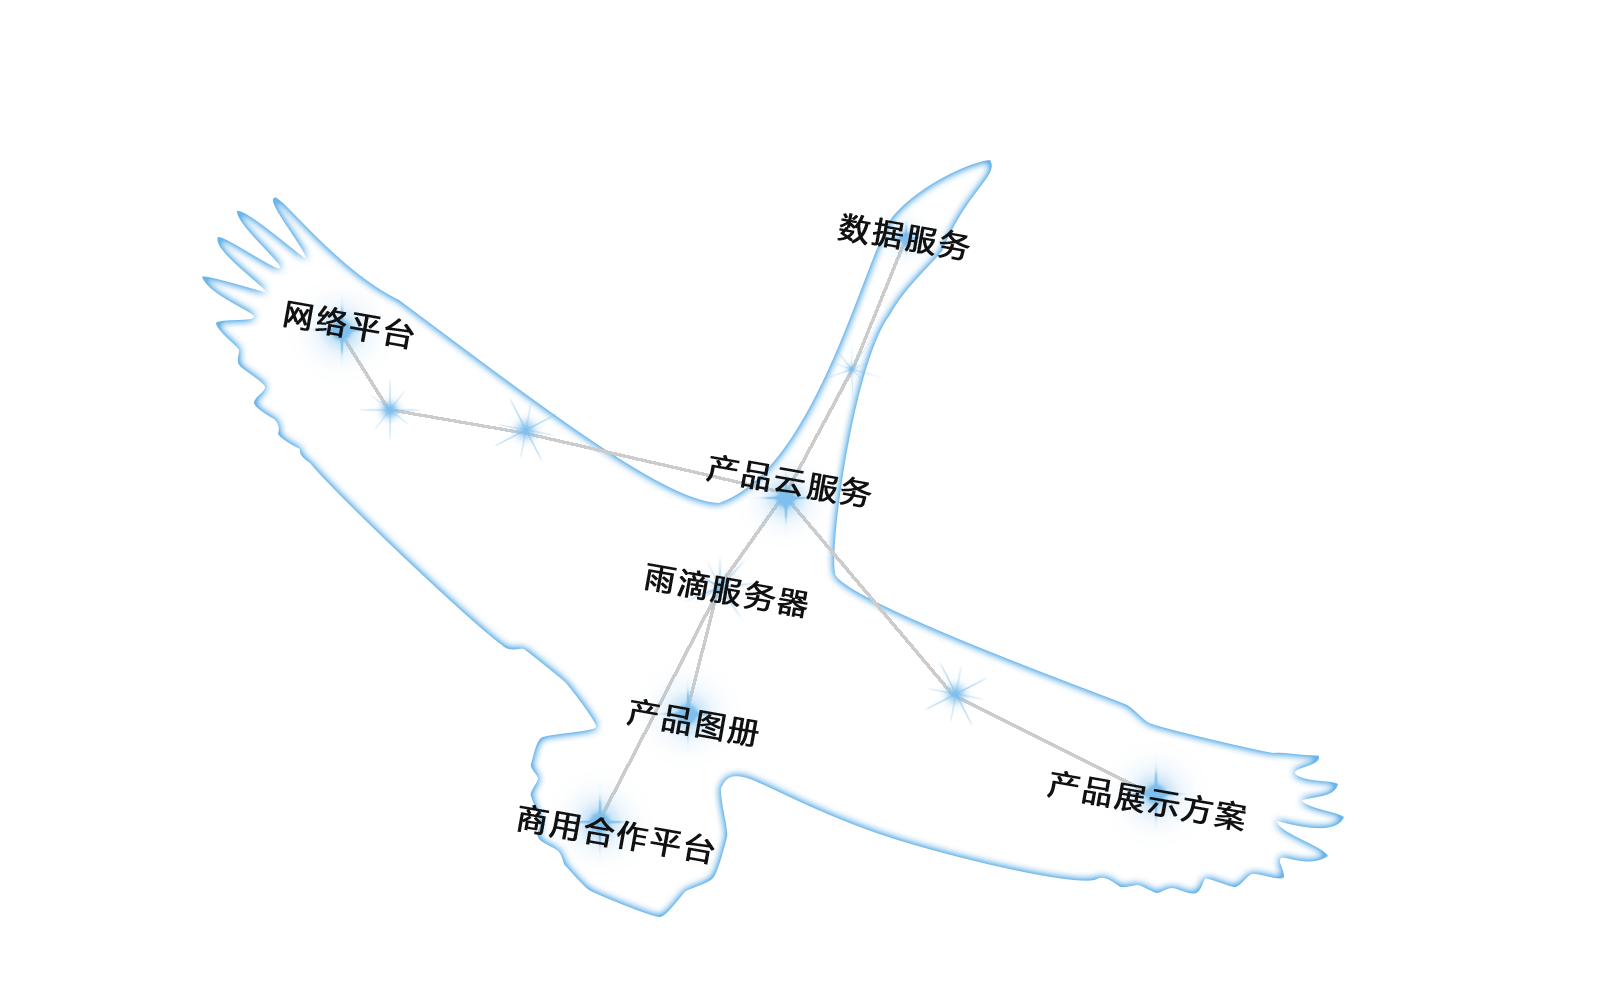 数据服务
网络平台
产品云服务
雨滴服务器
产品图册
产品展示方案
商用合作平台